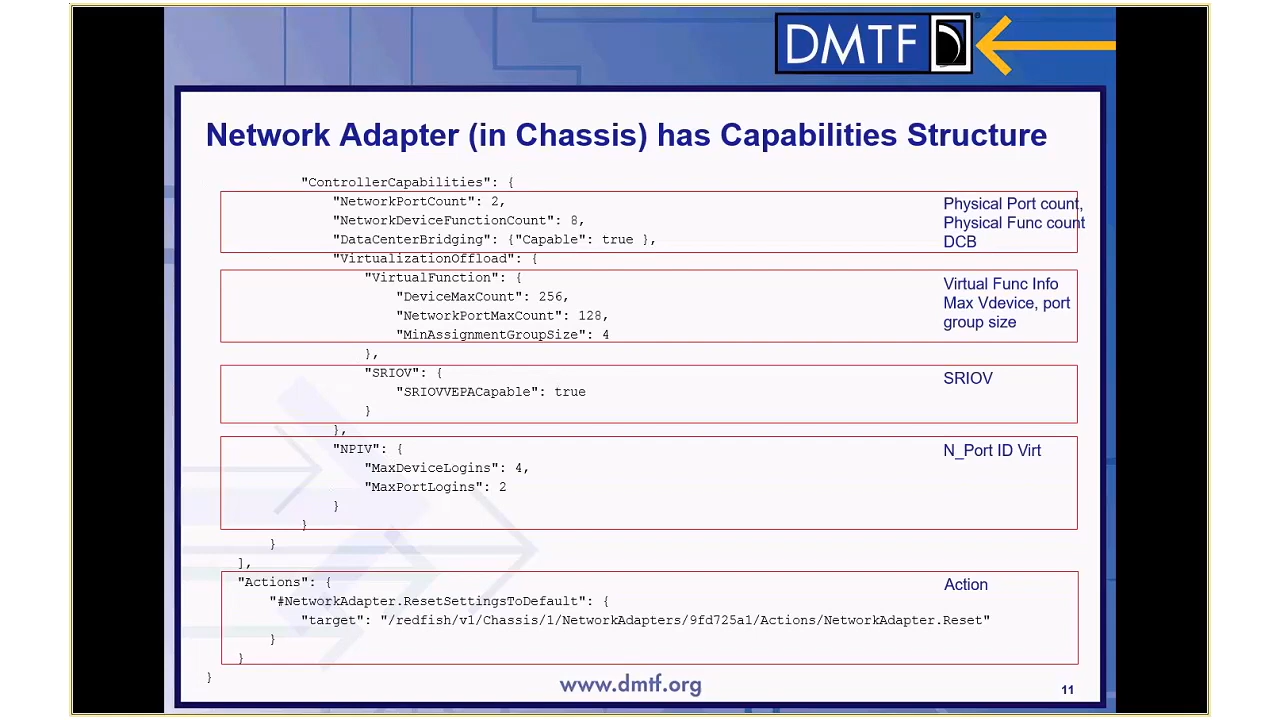 DMTF
Network Adapter (in Chassis) has Capabilities Structure
"ControllerCapabilities": {
"NetworkPortCount": 2,
"NetworkDeviceFunctionCount": 8,
"DataCenterBridging": {"Capable": true },
Physical Port count,
Physical Func count
DCB
"VirtualizationOffload": {
"VirtualFunction": {
"DeviceMaxCount": 256,
"NetworkPortMaxCount": 128,
"MinAssignmentGroupSize": 4
Virtual Func Info
Max Vdevice, port
group size
},
"SRIOV": {
"SRIOVVEPACapable": true
}
SRIOV
},
"NPIV": {
"MaxDeviceLogins": 4,
"MaxPortLogins": 2
}
}
N_Port ID Virt
}
],
"Actions": {
"#NetworkAdapter.ResetSettingsToDefault": {
"target": "/redfish/v1/Chassis/1/NetworkAdapters/9fd725a1/Actions/NetworkAdapter.Reset"
}
}
Action
}
www.dmtf.org
11